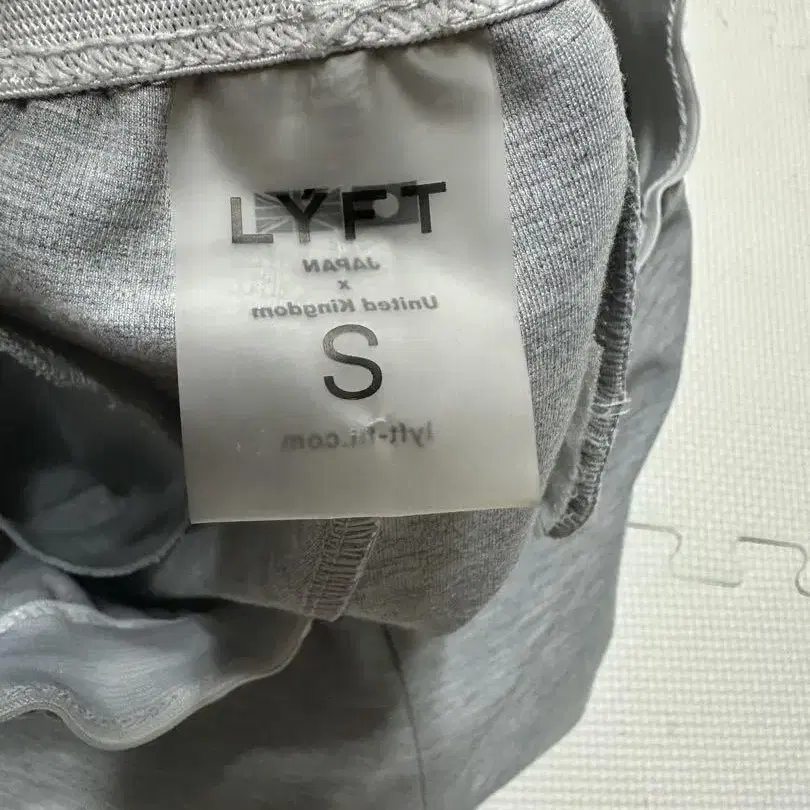 LYFT
JAPAN
x
United Kingdom
S
lyft-fit.com